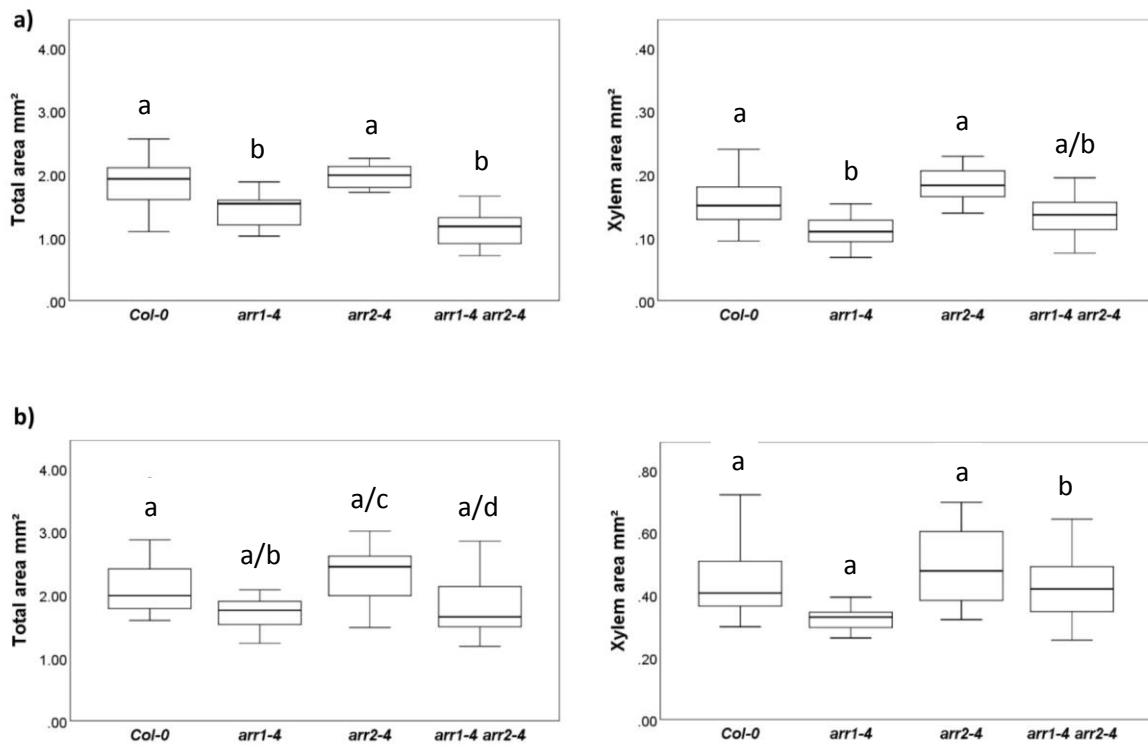 a)
Total area mm²
4.00
3.00
2.00
1.00
.00
a
b
a
b
Col-0 arr1-4 arr2-4 arr1-4 arr2-4
Xylem area mm²
.40
.30
.20
.10
.00
a
b
a
a/b
Col-0 arr1-4 arr2-4 arr1-4 arr2-4
b)
Total area mm²
4.00
3.00
2.00
1.00
.00
a
a/b
a/c
a/d
Col-0 arr1-4 arr2-4 arr1-4 arr2-4
Xylem area mm²
.80
.60
.40
.20
.00
a
a
a
b
Col-0 arr1-4 arr2-4 arr1-4 arr2-4